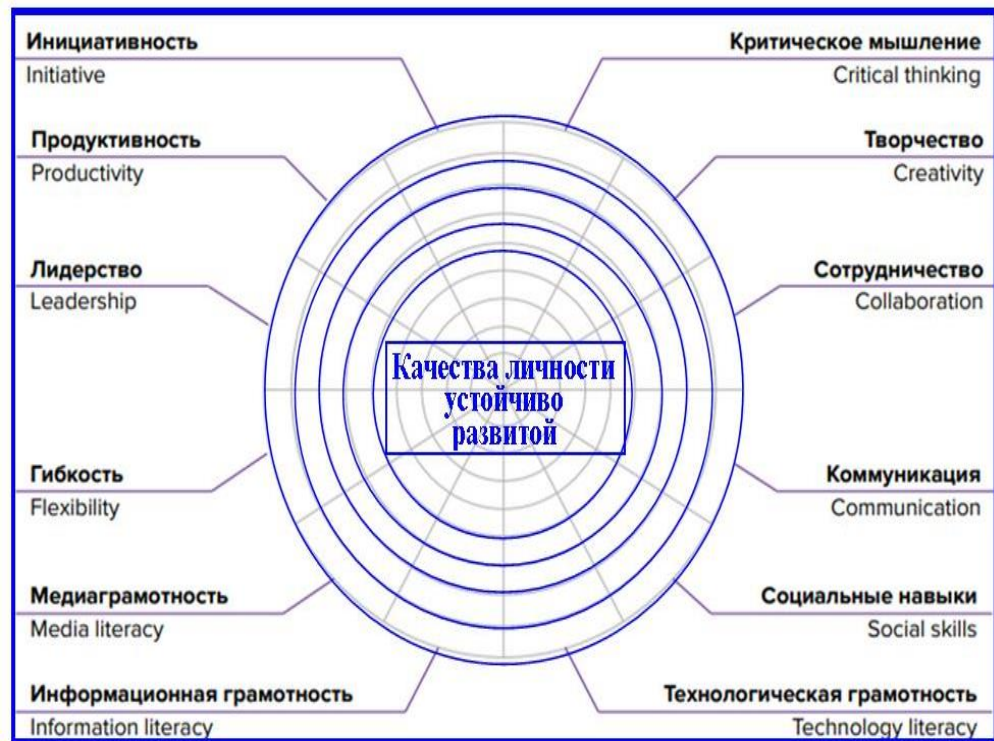 Инициативность
Initiative
Критическое мышление
Critical thinking
Продуктивность
Productivity
Творчество
Creativity
Лидерство
Leadership
Сотрудничество
Collaboration
Качества личности
устойчиво
развитой
Гибкость
Flexibility
Коммуникация
Communication
Медиаграмотность
Media literacy
Социальные навыки
Social skills
Информационная грамотность
Information literacy
Технологическая грамотность
Technology literacy